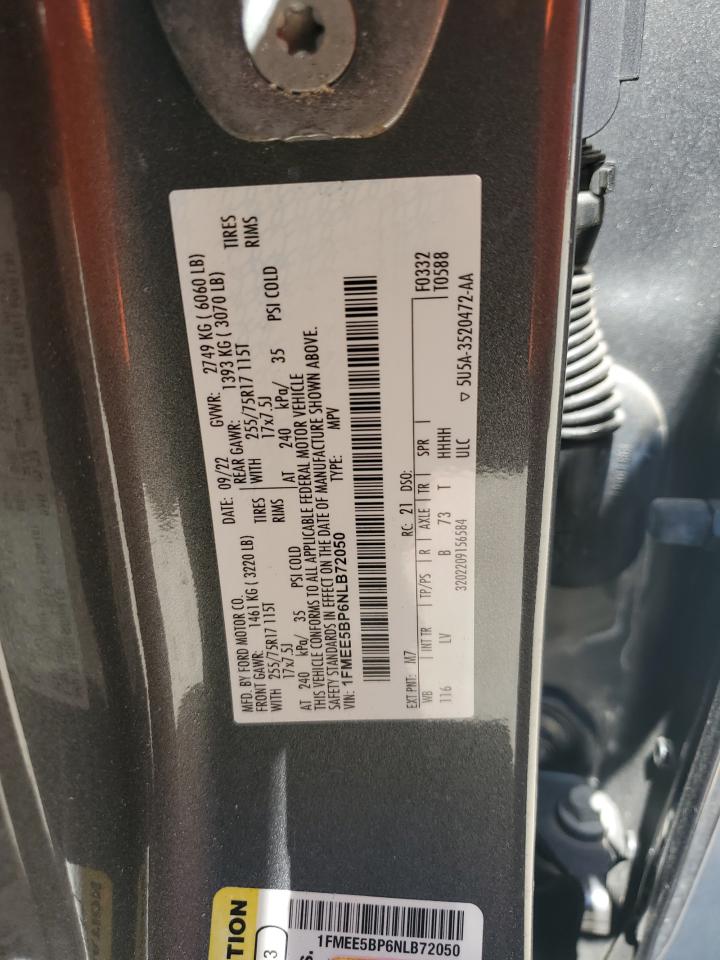 MFD. BY FORD MOTOR CO.
DATE: 09/22 GVWR: 2749 KG ( 6060 LB)
FRONT GAWR: 1461 KG ( 3220 LB) REAR GAWR: 1393 KG ( 3070 LB)
255/75R17 115T TIRES WITH 255/75R17 115T TIRES
17x7.5J RIMS 17x7.5J RIMS
AT 240 kPa/ 35 PSI COLD AT 240 kPa/ 35 PSI COLD
THIS VEHICLE CONFORMS TO ALL APPLICABLE FEDERAL MOTOR VEHICLE
SAFETY STANDARDS IN EFFECT ON THE DATE OF MANUFACTURE SHOWN ABOVE.
VIN: 1FMEE5BP6NLB72050 TYPE: MPV
EXT PNT: M7 RC: 21 DSO: F0332
WB INT TR TP/PS R AXLE TR SPR T0588
116 LV B 73 T HHHH
3202209156584 ULC
▽ 5U5A-3520472-AA
TION
3
S.
1FMEE5BP6NLB72050